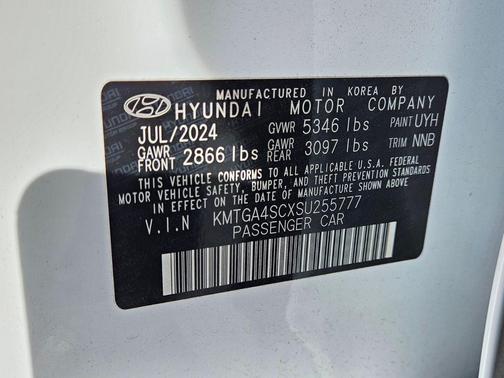 MANUFACTURED IN KOREA BY
HYUNDAI MOTOR COMPANY
JUL/2024 GVWR 5346 lbs PAINT UYH
GAWR FRONT 2866 lbs GAWR REAR 3097 lbs TRIM NNB
THIS VEHICLE CONFORMS TO ALL APPLICABLE U.S.A. FEDERAL
MOTOR VEHICLE SAFETY, BUMPER, AND THEFT PREVENTION STANDARDS
IN EFFECT ON THE DATE OF MANUFACTURE SHOWN ABOVE.
V.I.N KMTGA4SCXSU255777
PASSENGER CAR